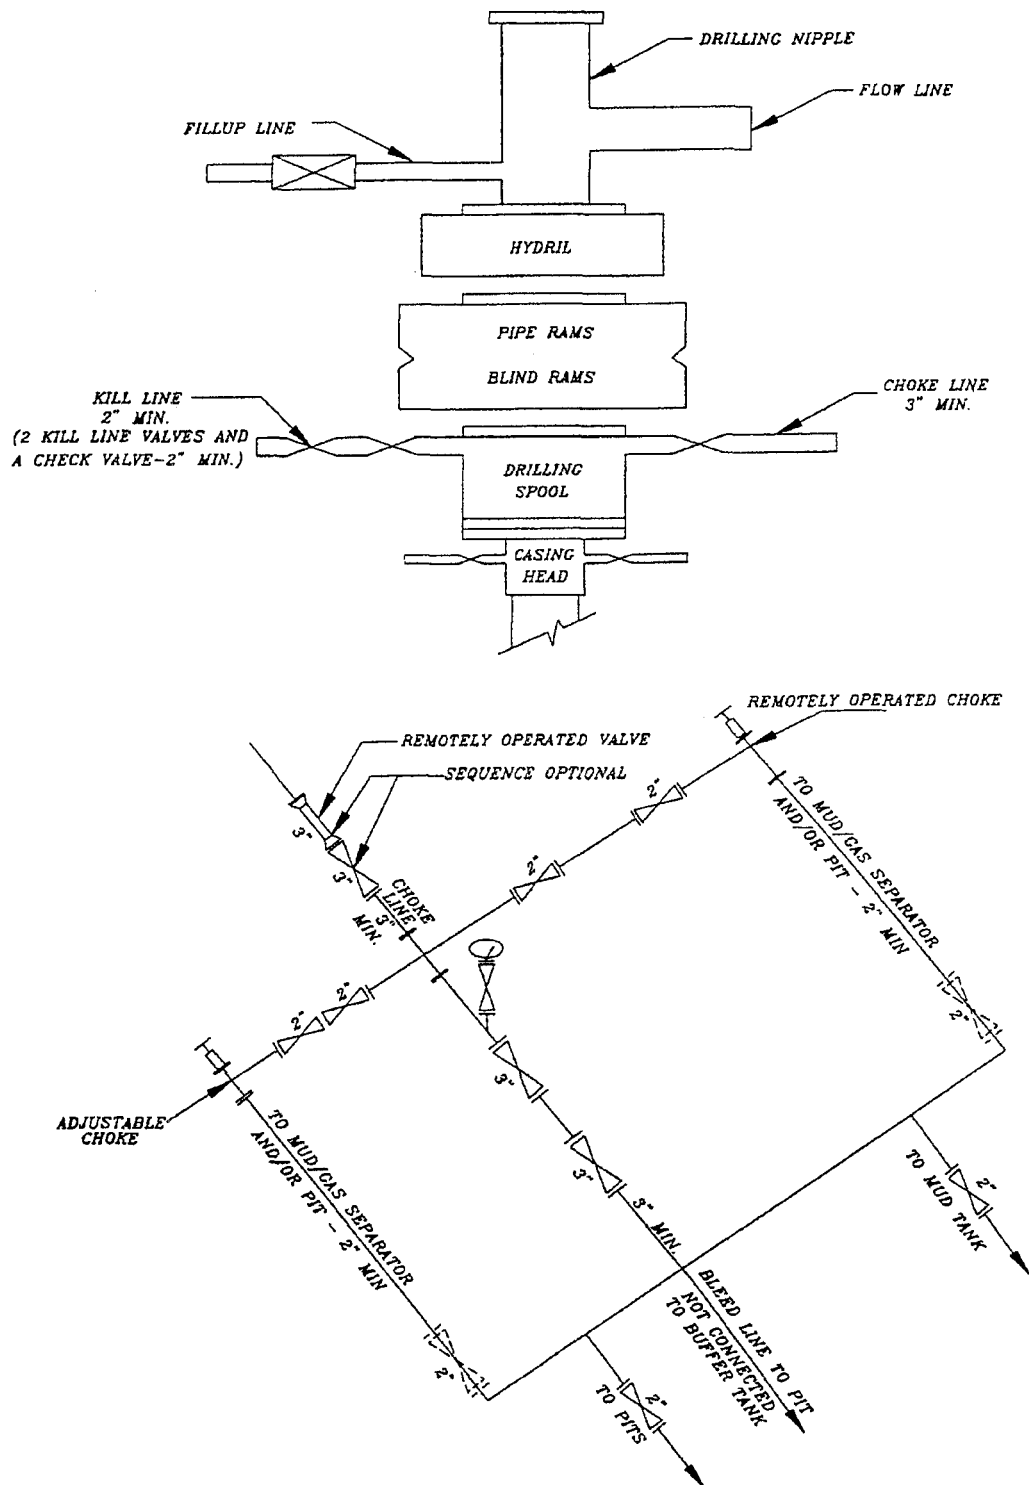 DRILLING NIPPLE
FLOW LINE
FILLUP LINE
HYDRIL
PIPE RAMS
BLIND RAMS
KILL LINE
2" MIN.
(2 KILL LINE VALVES AND
A CHECK VALVE-2" MIN.)
CHOKE LINE
3" MIN.
DRILLING
SPOOL
CASING
HEAD
REMOTELY OPERATED CHOKE
REMOTELY OPERATED VALVE
SEQUENCE OPTIONAL
3"
3"
CHOKE
LINE
3"
MIN.
2"
2"
TO MUD/GAS SEPARATOR
AND/OR PIT - 2" MIN
2"
2"
2"
3"
ADJUSTABLE
CHOKE
TO MUD/GAS SEPARATOR
AND/OR PIT - 2" MIN
2"
3"
3" MIN.
BLEED LINE TO PIT
NOT CONNECTED
TO BUFFER TANK
2"
TO MUD TANK
2"
TO PITS